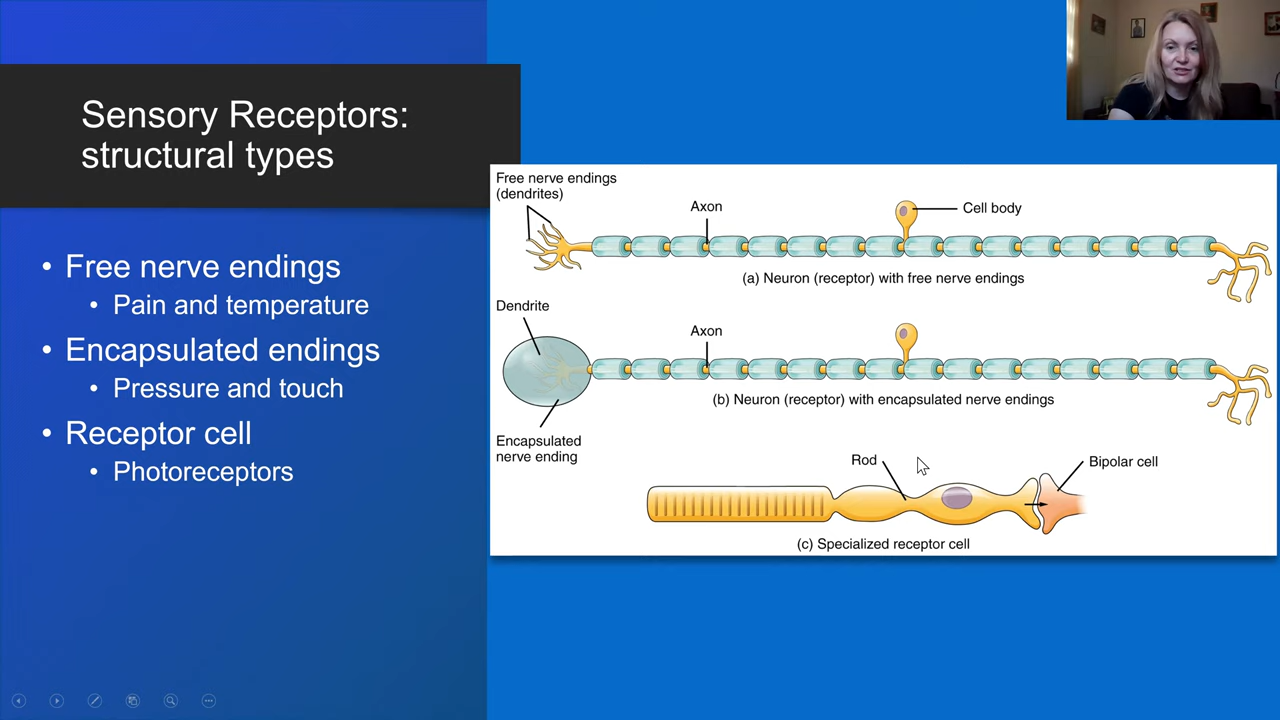 Sensory Receptors:
structural types
• Free nerve endings
• Pain and temperature
• Encapsulated endings
• Pressure and touch
• Receptor cell
• Photoreceptors
Free nerve endings
(dendrites)
Axon
Cell body
(a) Neuron (receptor) with free nerve endings
Dendrite
Axon
(b) Neuron (receptor) with encapsulated nerve endings
Encapsulated
nerve ending
Rod
Bipolar cell
(c) Specialized receptor cell